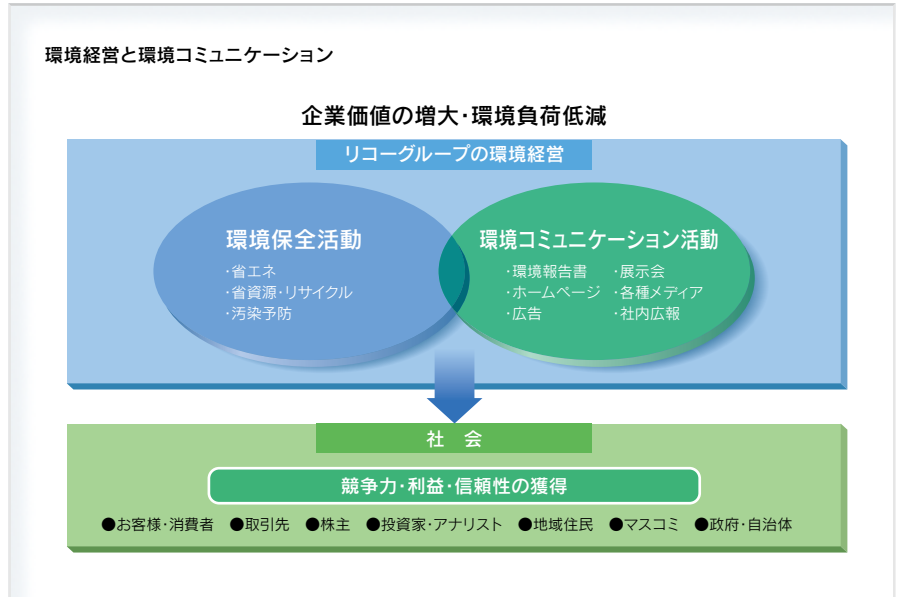 環境経営と環境コミュニケーション
企業価値の増大･環境負荷低減
リコーグループの環境経営
環境保全活動
･省エネ
･省資源･リサイクル
･汚染予防
環境コミュニケーション活動
･環境報告書 ･展示会
･ホームページ ･各種メディア
･広告 ･社内広報
社 会
競争力･利益･信頼性の獲得
●お客様･消費者 ●取引先 ●株主 ●投資家･アナリスト ●地域住民 ●マスコミ ●政府･自治体